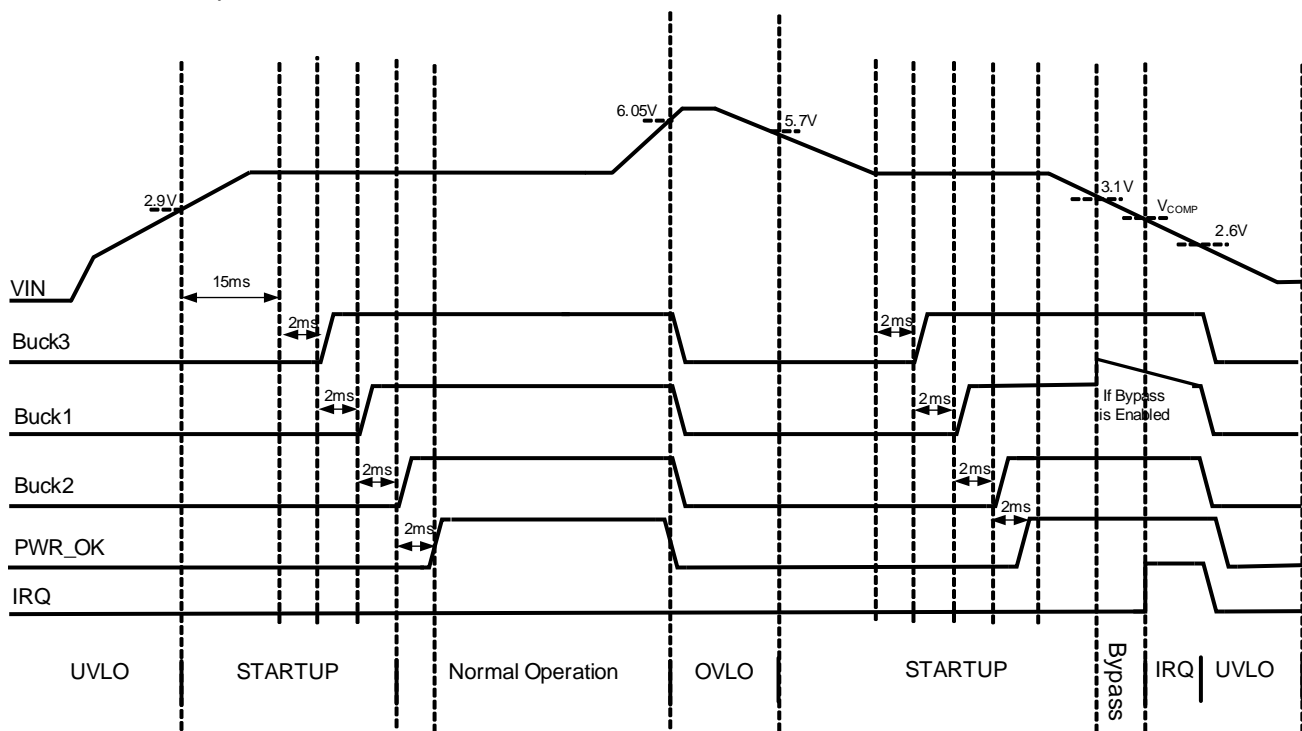 6.05V
5.7V
2.9V
3.1V
VCOMP
2.6V
VIN
15ms
2ms
2ms
Buck3
2ms
2ms
If Bypass
is Enabled
Buck1
2ms
2ms
Buck2
2ms
2ms
PWR_OK
IRQ
UVLO
STARTUP
Normal Operation
OVLO
STARTUP
Bypass
IRQ
UVLO